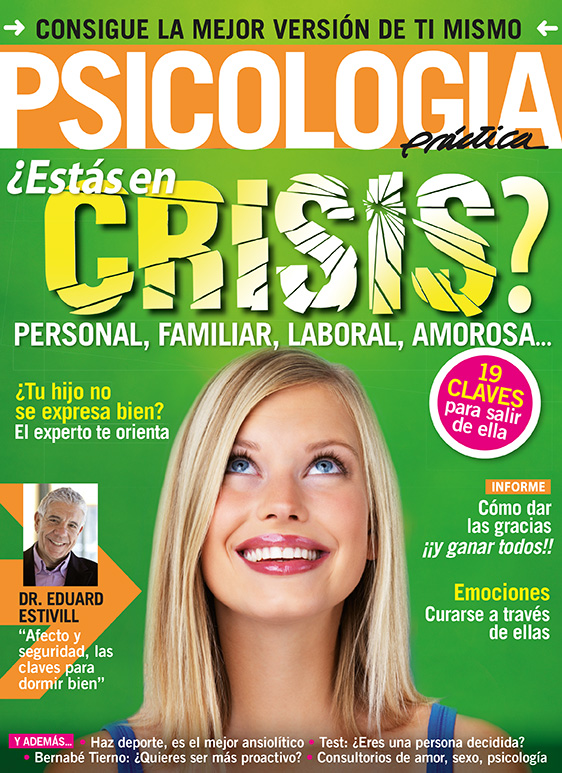 CONSIGUE LA MEJOR VERSIÓN DE TI MISMO
PSICOLOGIA
práctica
¿Estás en
CRISIS?
PERSONAL, FAMILIAR, LABORAL, AMOROSA...
19
CLAVES
para salir
de ella
¿Tu hijo no
se expresa bien?
El experto te orienta
INFORME
Cómo dar
las gracias
¡¡y ganar todos!!
DR. EDUARD
ESTIVILL
“Afecto y
seguridad, las
claves para
dormir bien”
Emociones
Curarse a través
de ellas
Y ADEMÁS... • Haz deporte, es el mejor ansiolítico • Test: ¿Eres una persona decidida?
• Bernabé Tierno: ¿Quieres ser más proactivo? • Consultorios de amor, sexo, psicología